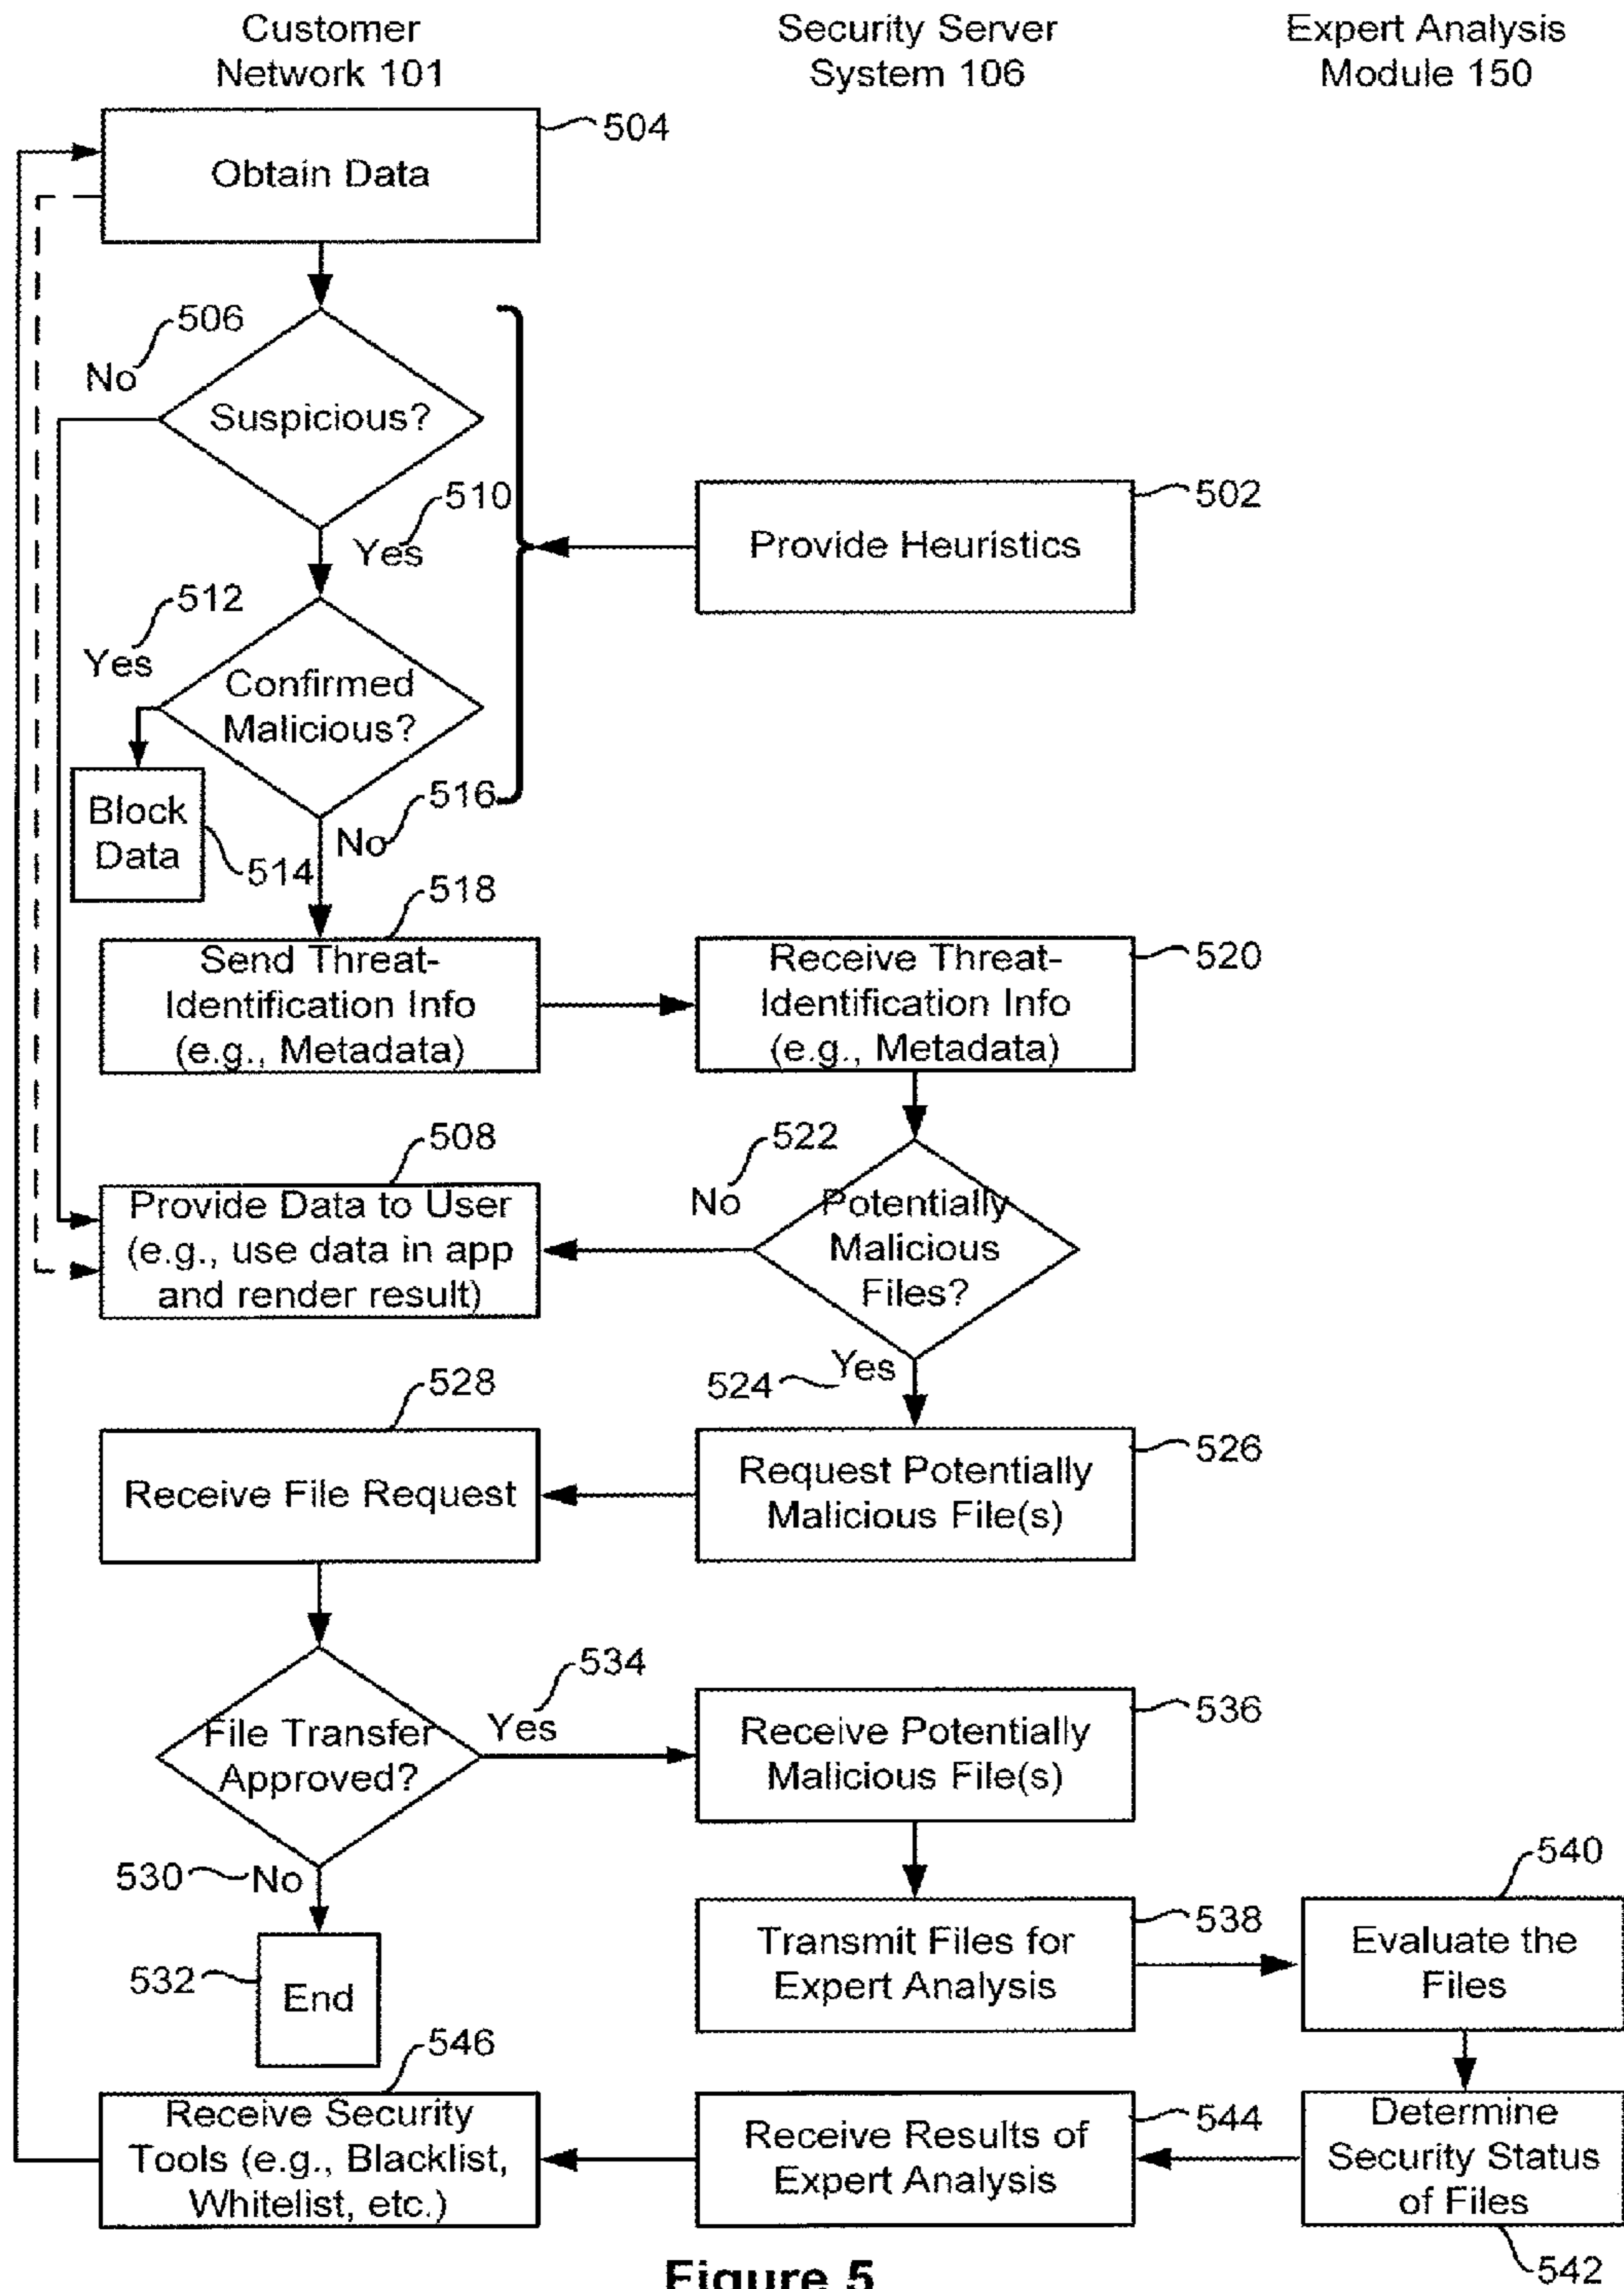 Customer
Network 101
Security Server
System 106
Expert Analysis
Module 150
504
Obtain Data
506
No
Suspicious?
510
Yes
502
Provide Heuristics
512
Yes
Confirmed
Malicious?
Block
Data
514
516
No
518
Send Threat-
Identification Info
(e.g., Metadata)
520
Receive Threat-
Identification Info
(e.g., Metadata)
508
Provide Data to User
(e.g., use data in app
and render result)
522
No
Potentially
Malicious
Files?
524
Yes
528
Receive File Request
526
Request Potentially
Malicious File(s)
File Transfer
Approved?
534
Yes
536
Receive Potentially
Malicious File(s)
530
No
532
End
538
Transmit Files for
Expert Analysis
540
Evaluate the
Files
546
Receive Security
Tools (e.g., Blacklist,
Whitelist, etc.)
544
Receive Results of
Expert Analysis
Determine
Security Status
of Files
542
Figure 5